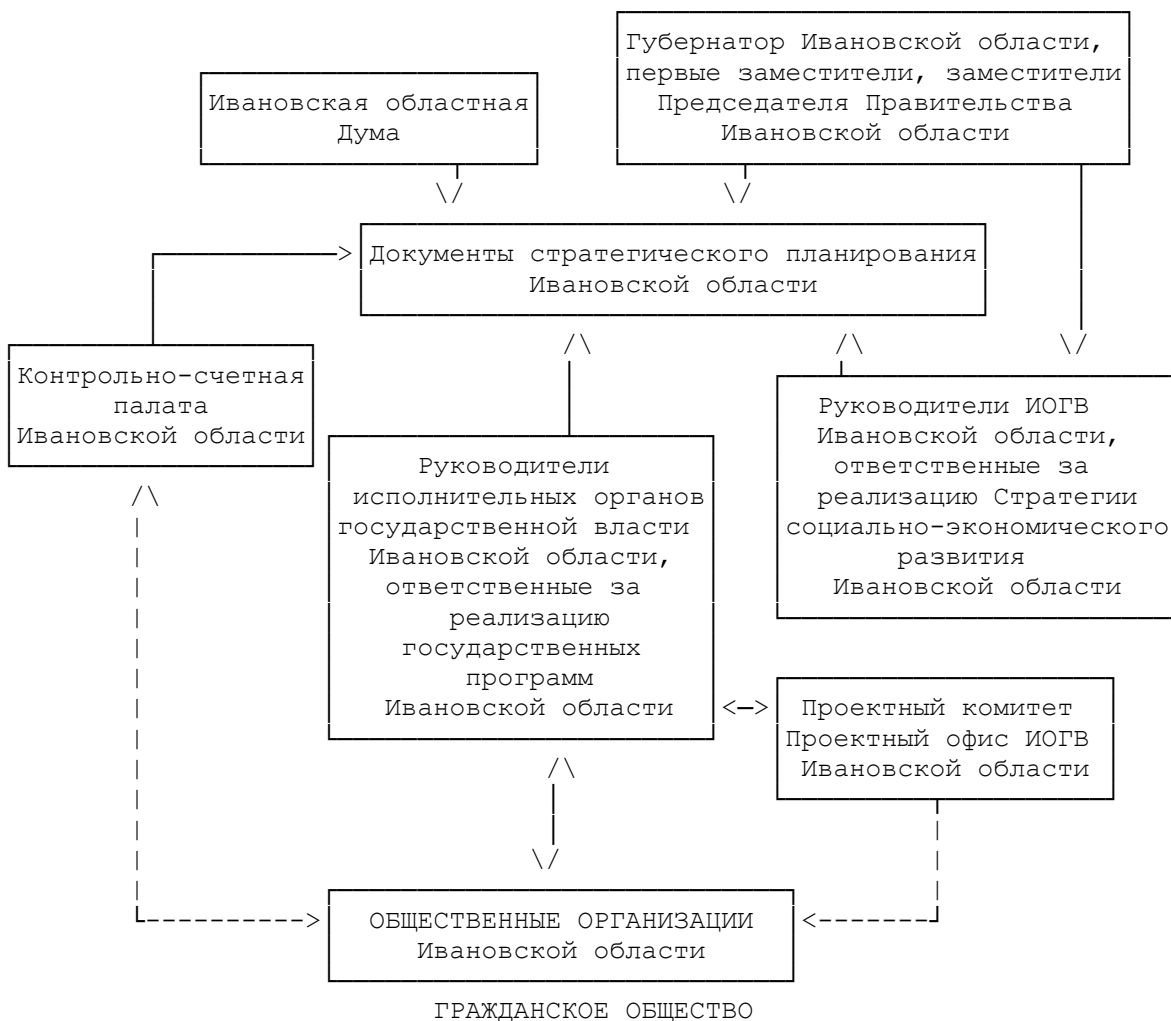 Губернатор Ивановской области,
первые заместители, заместители
Председателя Правительства
Ивановской области
Ивановская областная
Дума
Документы стратегического планирования
Ивановской области
Контрольно-счетная
палата
Ивановской области
Руководители
исполнительных органов
государственной власти
Ивановской области,
ответственные за
реализацию
государственных
программ
Ивановской области
Руководители ИОГВ
Ивановской области,
ответственные за
реализацию Стратегии
социально-экономического
развития
Ивановской области
Проектный комитет
Проектный офис ИОГВ
Ивановской области
ОБЩЕСТВЕННЫЕ ОРГАНИЗАЦИИ
Ивановской области
ГРАЖДАНСКОЕ ОБЩЕСТВО